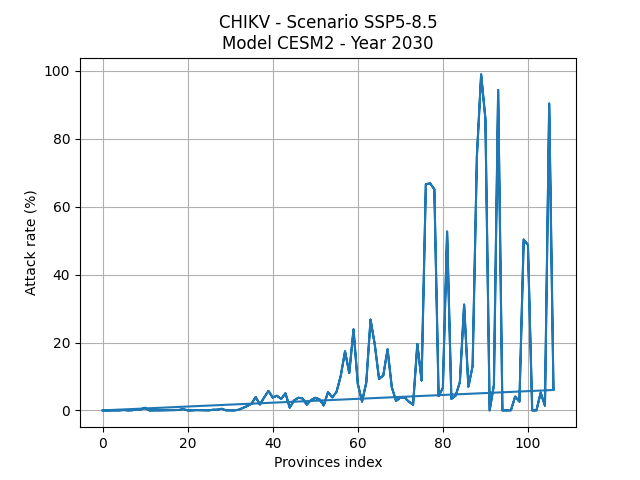 CHIKV - Scenario SSP5-8.5
Model CESM2 - Year 2030
100
80
60
40
20
0
Attack rate (%)
0 20 40 60 80 100
Provinces index